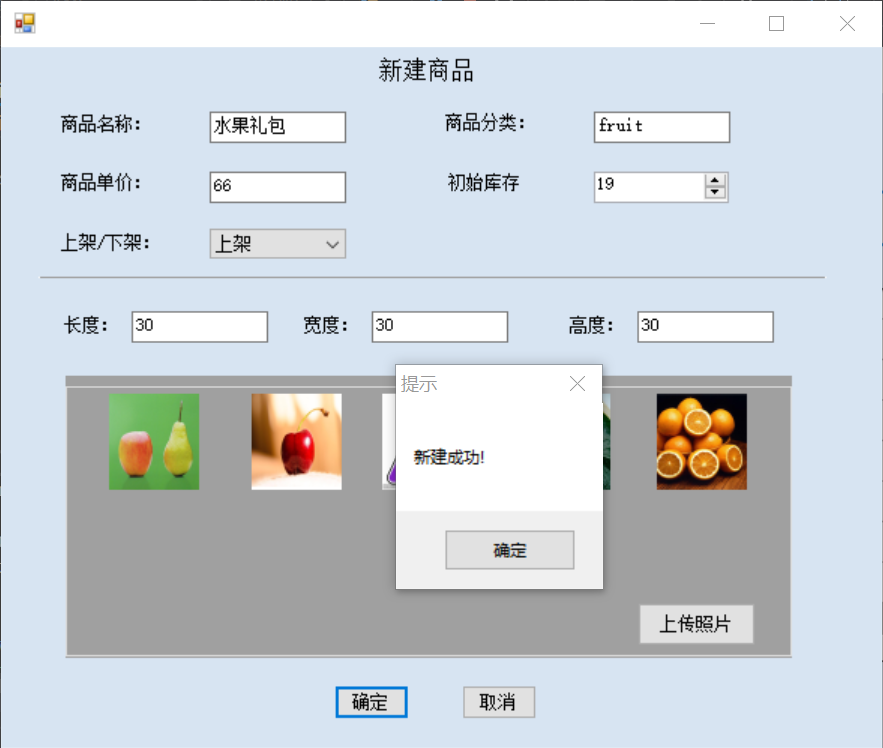 新建商品
商品名称: 水果礼包 商品分类: fruit
商品单价: 66 初始库存 19
上架/下架: 上架
长度: 30 宽度: 30 高度: 30
提示
新建成功!
确定
上传照片
确定 取消